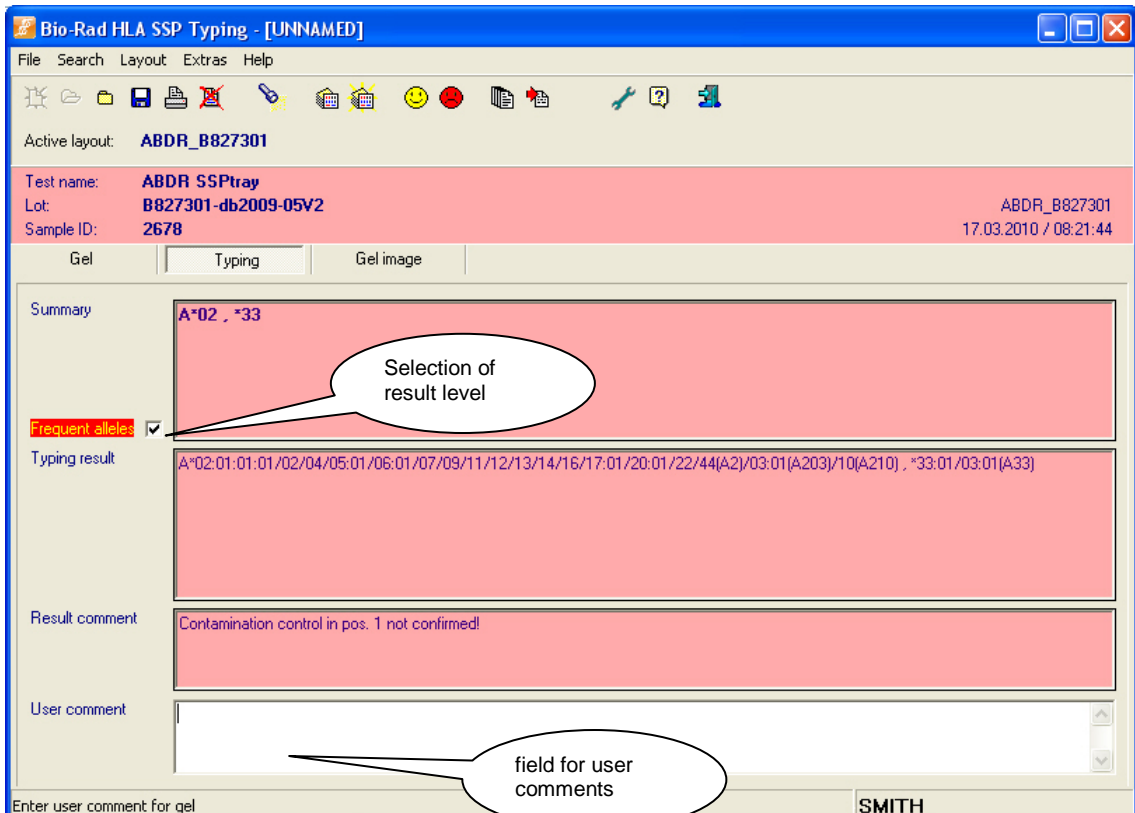 Bio-Rad HLA SSP Typing - [UNNAMED]
File Search Layout Extras Help
Active layout: ABDR_B827301
Test name: ABDR SSPtray
Lot: B827301-db2009-05V2 ABDR_B827301
Sample ID: 2678 17.03.2010 / 08:21:44
Gel Typing Gel image
Summary A*02 , *33
Selection of
result level
Frequent alleles
Typing result A*02:01:01:01/02/04/05:01/06:01/07/09/11/12/13/14/16/17:01/20:01/22/44(A2)/03:01(A203)/10(A210) , *33:01/03:01(A33)
Result comment Contamination control in pos. 1 not confirmed!
User comment
field for user
comments
Enter user comment for gel SMITH